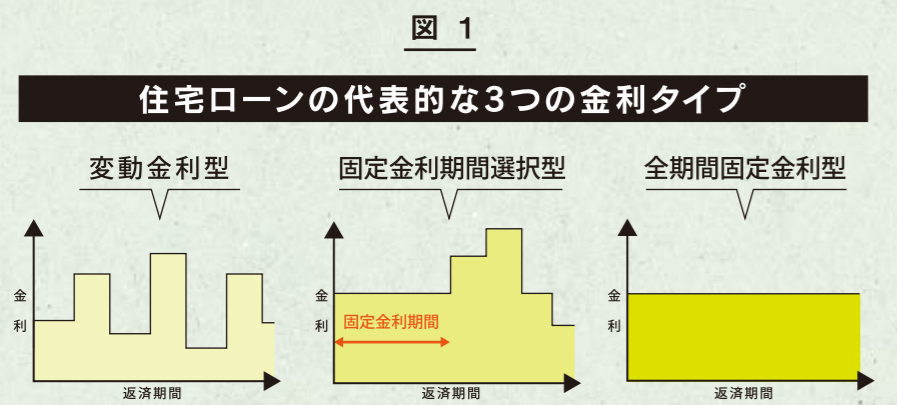 図 1
住宅ローンの代表的な3つの金利タイプ
変動金利型
固定金利期間選択型
全期間固定金利型
金利
返済期間
金利
固定金利期間
返済期間
金利
返済期間